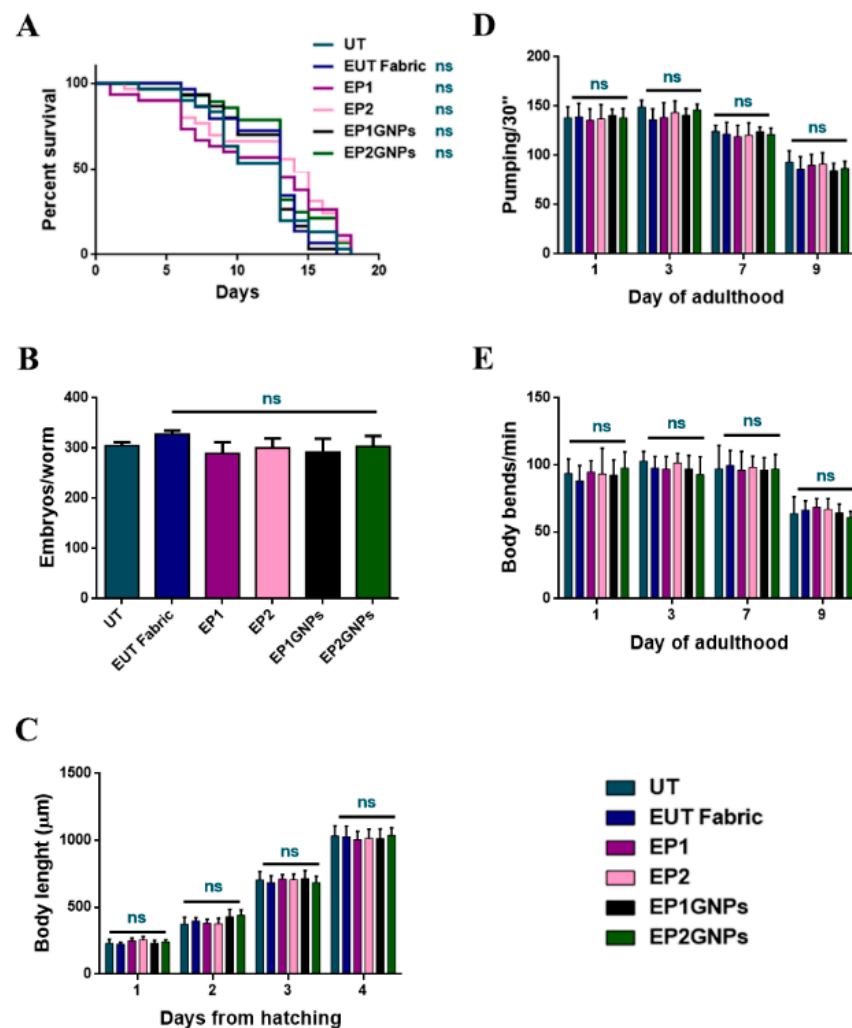 A
UT
EUT Fabric ns
EP1 ns
EP2 ns
EP1GNPs ns
EP2GNPs ns
Percent survival
100
50
0
0 5 10 15 20
Days
B
ns
Embryos/worm
400
300
200
100
0
UT EUT Fabric EP1 EP2 EP1GNPs EP2GNPs
C
Body lenght (µm)
1500
1000
500
0
ns ns ns ns
1 2 3 4
Days from hatching
D
Pumping/30"
200
150
100
50
0
ns ns ns ns
1 3 7 9
Day of adulthood
E
Body bends/min
150
100
50
0
ns ns ns ns
1 3 7 9
Day of adulthood
UT
EUT Fabric
EP1
EP2
EP1GNPs
EP2GNPs